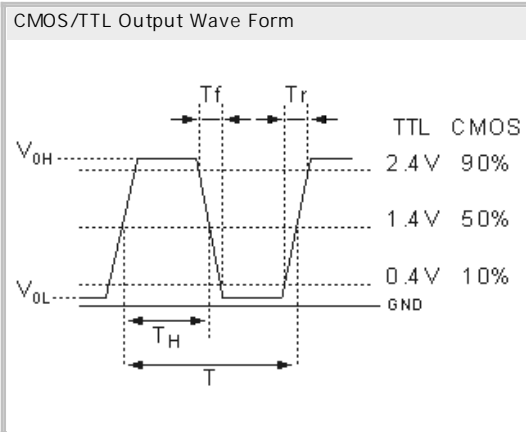 CMOS/TTL Output Wave Form
Tf Tr
TTL CMOS
V0H
2.4V 90%
1.4V 50%
0.4V 10%
V0L
GND
TH
T